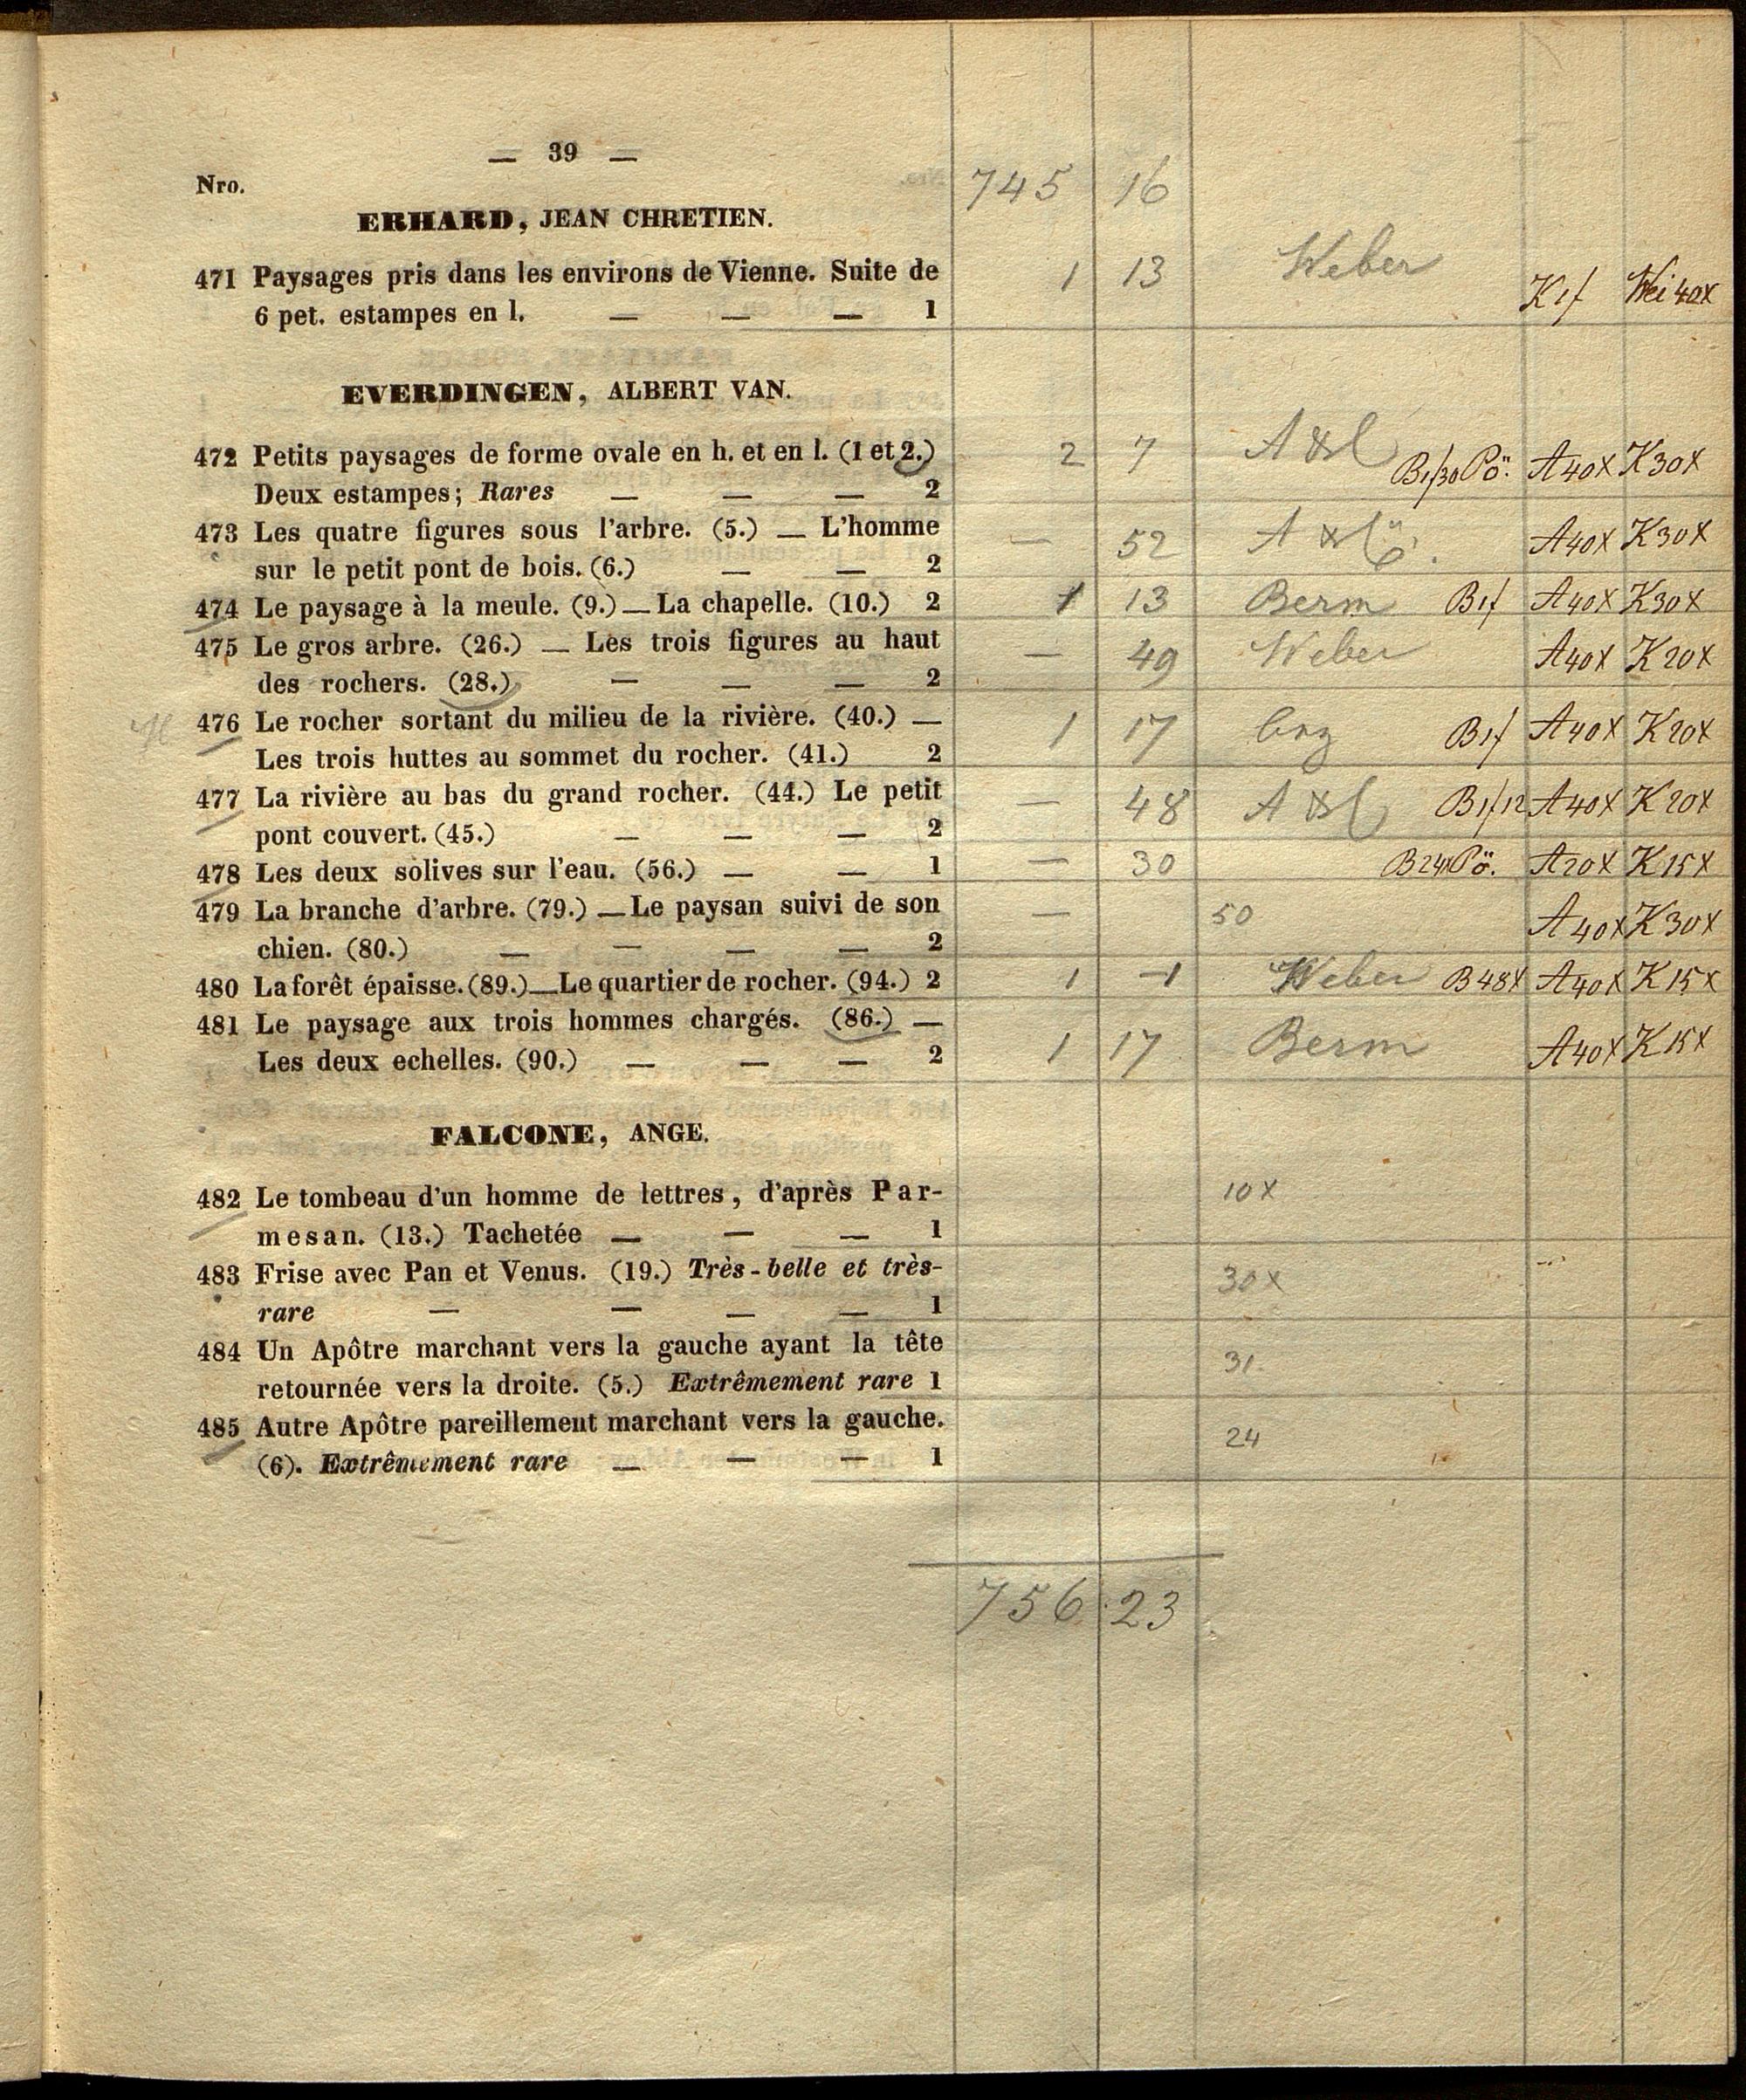 — 39 —
Nro. 745 16
ERHARD, JEAN CHRETIEN.
471 Paysages pris dans les environs de Vienne. Suite de 1 13 Weber K1f Wei 40x
6 pet. estampes en l. — — — 1
EVERDINGEN, ALBERT VAN.
472 Petits paysages de forme ovale en h. et en l. (1 et 2.) 2 7 B1f30 Pö. A40x K30x
Deux estampes; Rares — — — 2
473 Les quatre figures sous l'arbre. (5.) — L'homme — 52 A40x K30x
sur le petit pont de bois. (6.) — — 2
474 Le paysage à la meule. (9.) — La chapelle. (10.) 2 1 13 Berm B1f A40x K30x
475 Le gros arbre. (26.) — Les trois figures au haut — 49 Weber A40x K20x
des rochers. (28.) — — — 2
476 Le rocher sortant du milieu de la rivière. (40.) — 1 17 B1f A40x K20x
Les trois huttes au sommet du rocher. (41.) 2
477 La rivière au bas du grand rocher. (44.) Le petit — 48 B1f12 A40x K20x
pont couvert. (45.) — — — 2
478 Les deux solives sur l'eau. (56.) — — 1 — 30 B24x Pö. A20x K15x
479 La branche d'arbre. (79.) — Le paysan suivi de son — 50 A40x K30x
chien. (80.) — — — — 2
480 La forêt épaisse. (89.) — Le quartier de rocher. (94.) 2 1 -1 Weber B48x A40x K15x
481 Le paysage aux trois hommes chargés. (86.) — 1 17 Berm A40x K15x
Les deux echelles. (90.) — — — 2
FALCONE, ANGE.
482 Le tombeau d'un homme de lettres, d'après Par- 10x
mesan. (13.) Tachetée — — — 1
483 Frise avec Pan et Venus. (19.) Très-belle et très- 30x
rare — — — — 1
484 Un Apôtre marchant vers la gauche ayant la tête 31
retournée vers la droite. (5.) Extrêmement rare 1
485 Autre Apôtre pareillement marchant vers la gauche. 24
(6). Extrêmement rare — — — 1
756 23